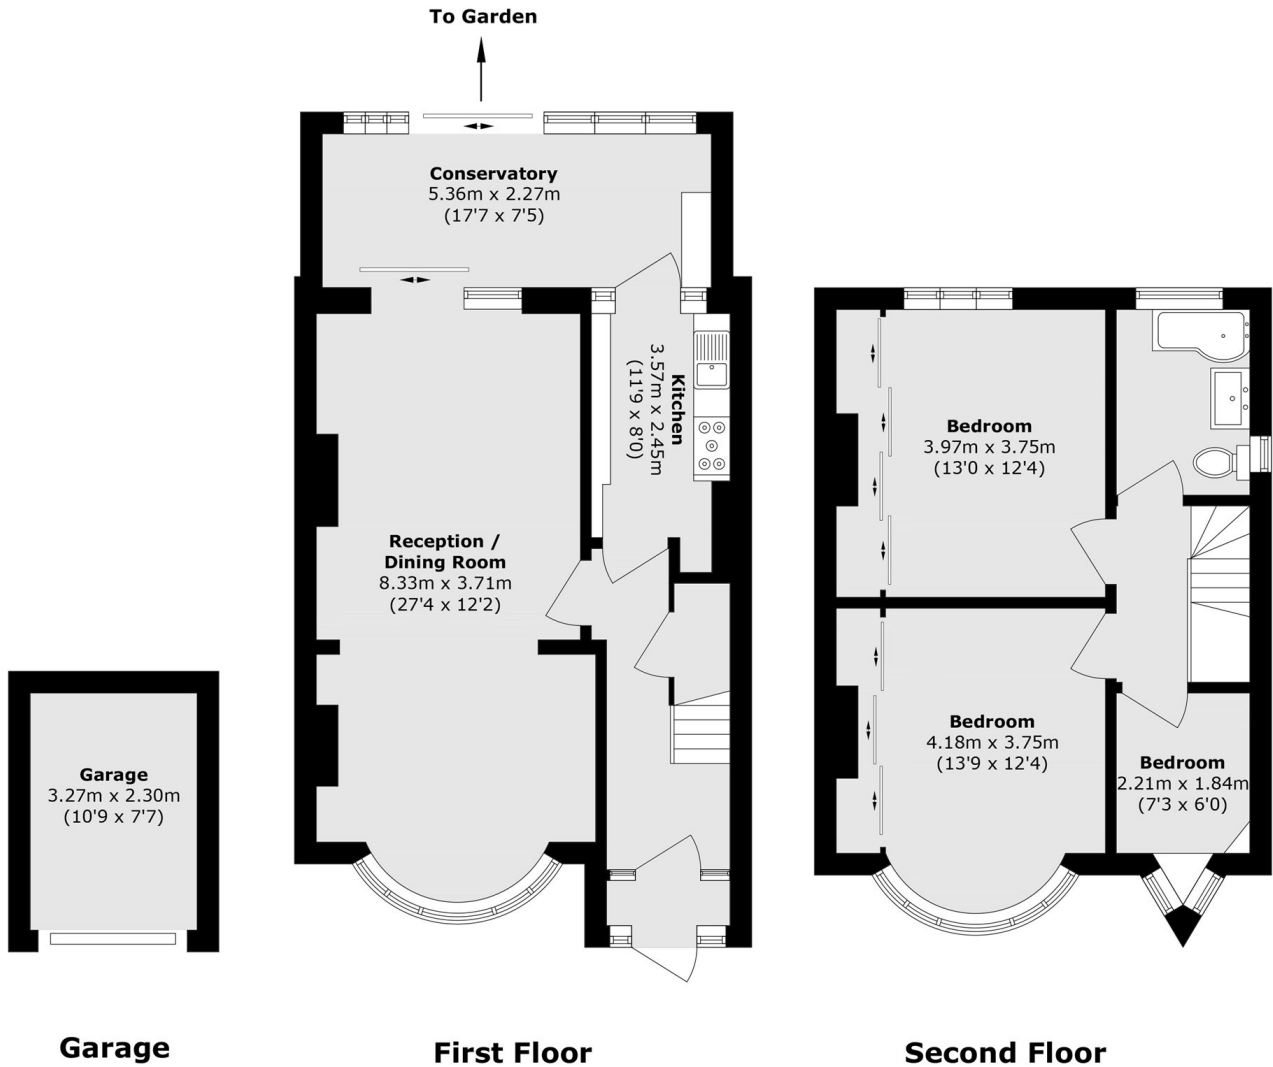 To Garden
Conservatory
5.36m x 2.27m
(17'7 x 7'5)
Kitchen
3.57m x 2.45m
(11'9 x 8'0)
Reception /
Dining Room
8.33m x 3.71m
(27'4 x 12'2)
Bedroom
3.97m x 3.75m
(13'0 x 12'4)
Bedroom
4.18m x 3.75m
(13'9 x 12'4)
Bedroom
2.21m x 1.84m
(7'3 x 6'0)
Garage
3.27m x 2.30m
(10'9 x 7'7)
Garage
First Floor
Second Floor